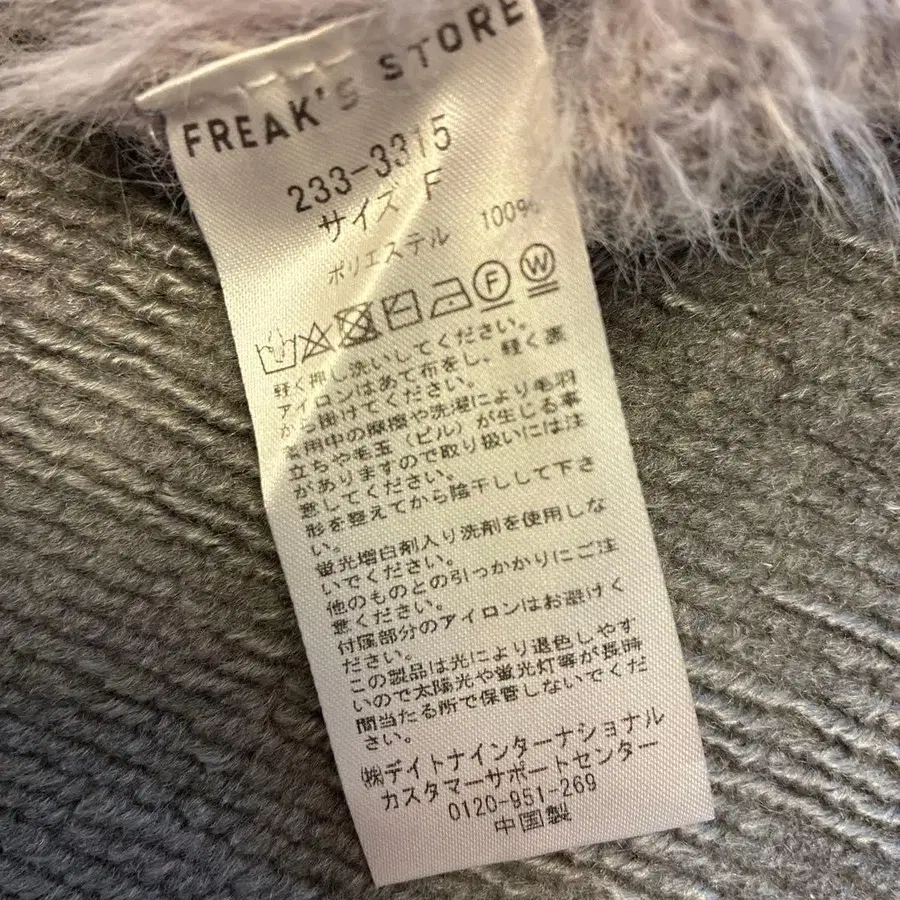 FREAK'S STORE
233-3315
サイズ F
ポリエステル 100%
F W
軽く押し洗いしてください。
アイロンはあて布をし、軽く裏
から掛けてください。
着用中の摩擦や洗濯により毛羽
立ちや毛玉（ピル）が生じる事
がありますので取り扱いには注
意してください。
形を整えてから陰干しして下さ
い。
蛍光増白剤入り洗剤を使用しな
いでください。
他のものとの引っかかりにご注
意ください。
付属部分のアイロンはお避けく
ださい。
この製品は光により退色しやす
いので太陽光や蛍光灯等が長時
間当たる所で保管しないでくだ
さい。
㈱デイトナインターナショナル
カスタマーサポートセンター
0120-951-269
中国製